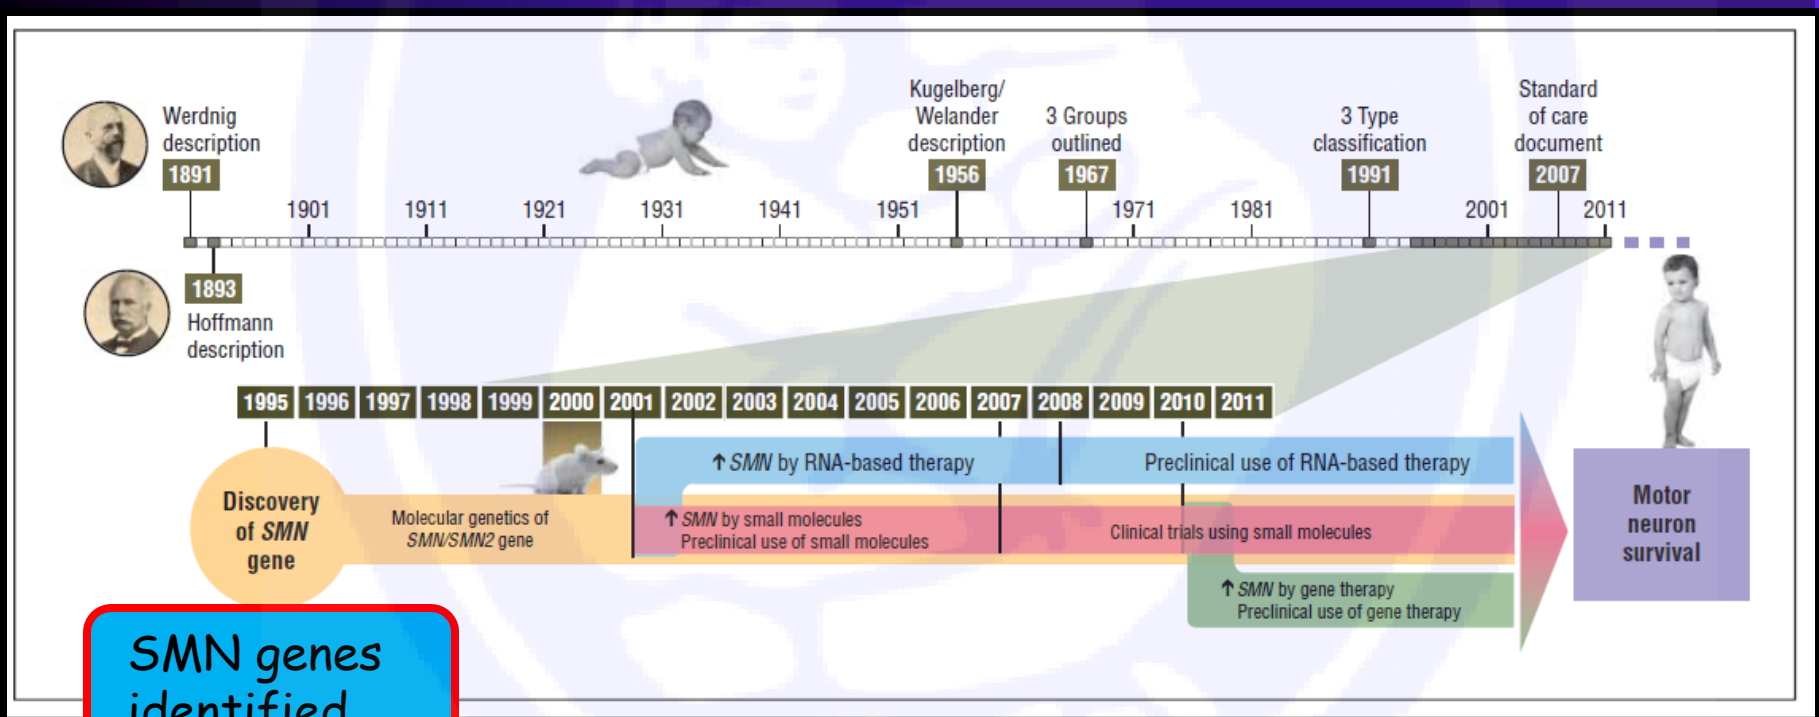 Werdnig
description
1891
Kugelberg/
Welander
description
1956
3 Groups
outlined
1967
3 Type
classification
1991
Standard
of care
document
2007
1901 1911 1921 1931 1941 1951 1971 1981 2001 2011
1893
Hoffmann
description
1995 1996 1997 1998 1999 2000 2001 2002 2003 2004 2005 2006 2007 2008 2009 2010 2011
Discovery
of SMN
gene
Molecular genetics of
SMN/SMN2 gene
↑ SMN by RNA-based therapy
Preclinical use of RNA-based therapy
↑ SMN by small molecules
Preclinical use of small molecules
Clinical trials using small molecules
↑ SMN by gene therapy
Preclinical use of gene therapy
Motor
neuron
survival
SMN genes
identified